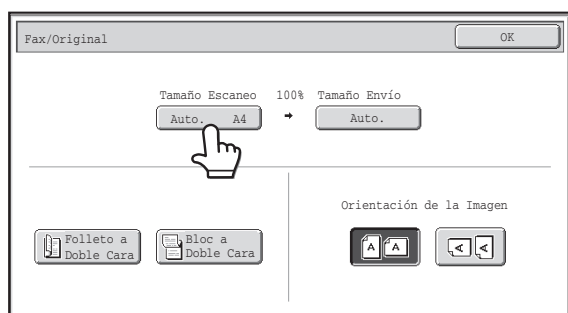 Fax/Original
OK
Tamaño Escaneo 100% Tamaño Envío
Auto. A4 Auto.
Orientación de la Imagen
Folleto a
Doble Cara
Bloc a
Doble Cara
A A A A